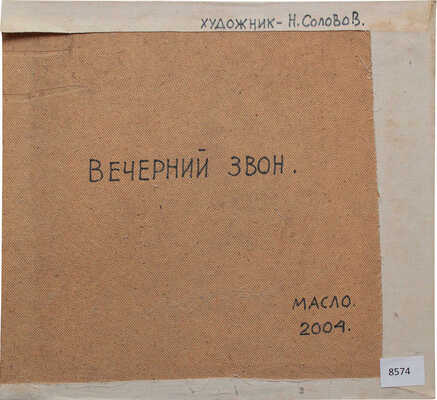 художник - Н. Соловов.
ВЕЧЕРНИЙ ЗВОН.
МАСЛО.
2004.
8574